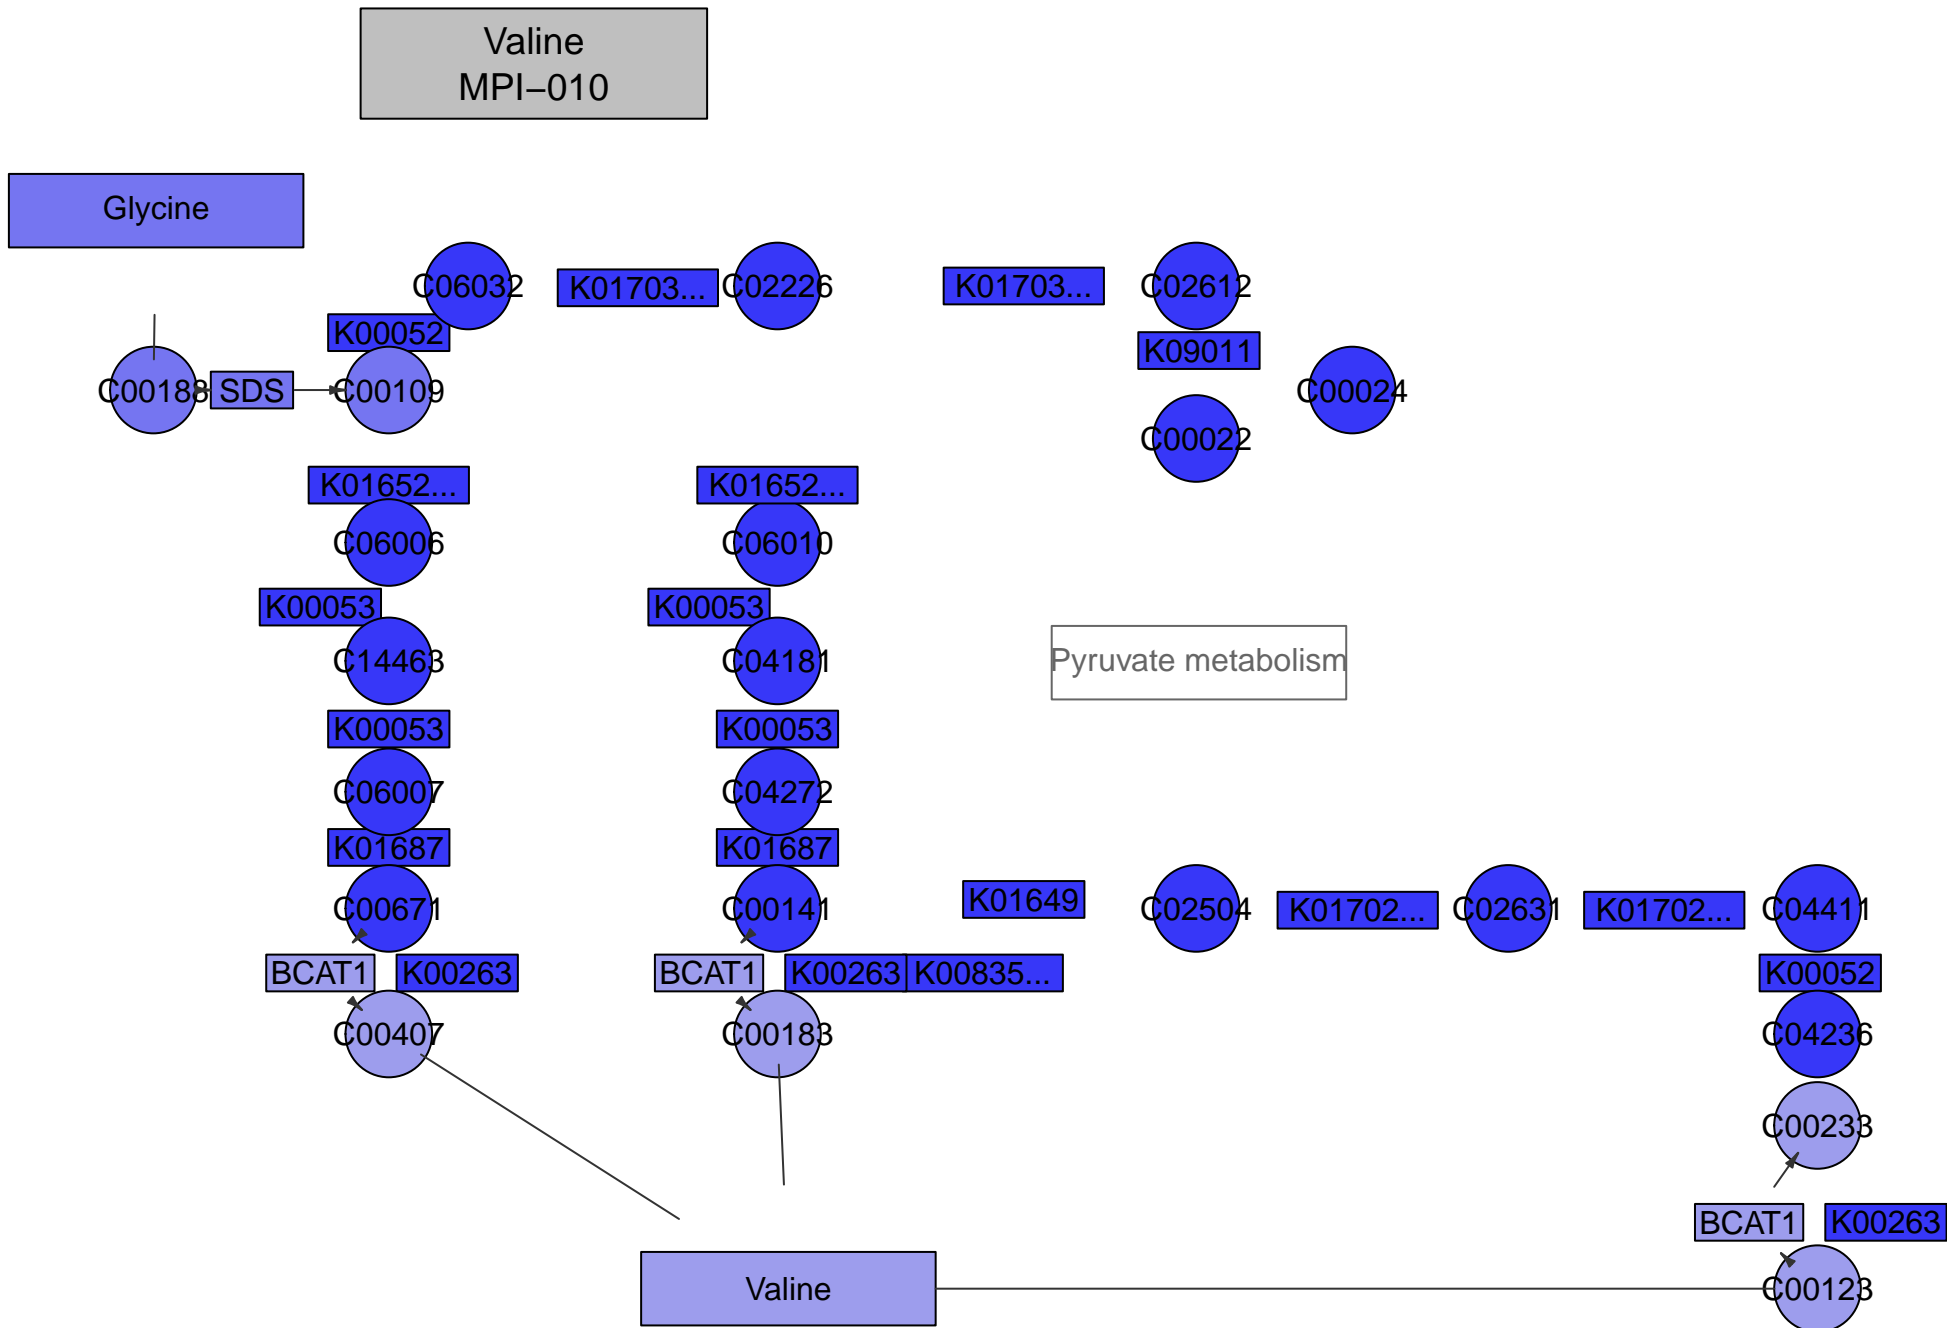 Valine
MPI−010
Glycine
C06032
K01703...
C02226
K01703...
C02612
K00052
K09011
C00188
SDS
C00109
C00024
C00022
K01652...
K01652...
C06006
C06010
K00053
K00053
C14463
C04181
Pyruvate metabolism
K00053
K00053
C06007
C04272
K01687
K01687
C00671
C00141
K01649
C02504
K01702...
C02631
K01702...
C04411
BCAT1
K00263
BCAT1
K00263
K00835...
K00052
C00407
C00183
C04236
C00233
BCAT1
K00263
Valine
C00123